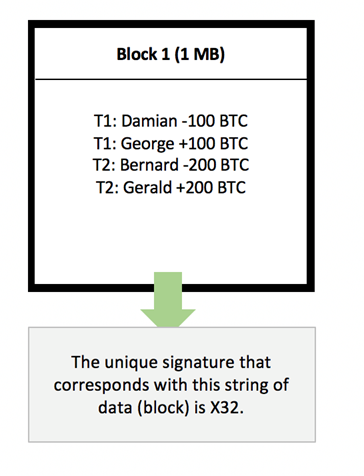 Block 1 (1 MB)
T1: Damian -100 BTC
T1: George +100 BTC
T2: Bernard -200 BTC
T2: Gerald +200 BTC
The unique signature that
corresponds with this string of
data (block) is X32.